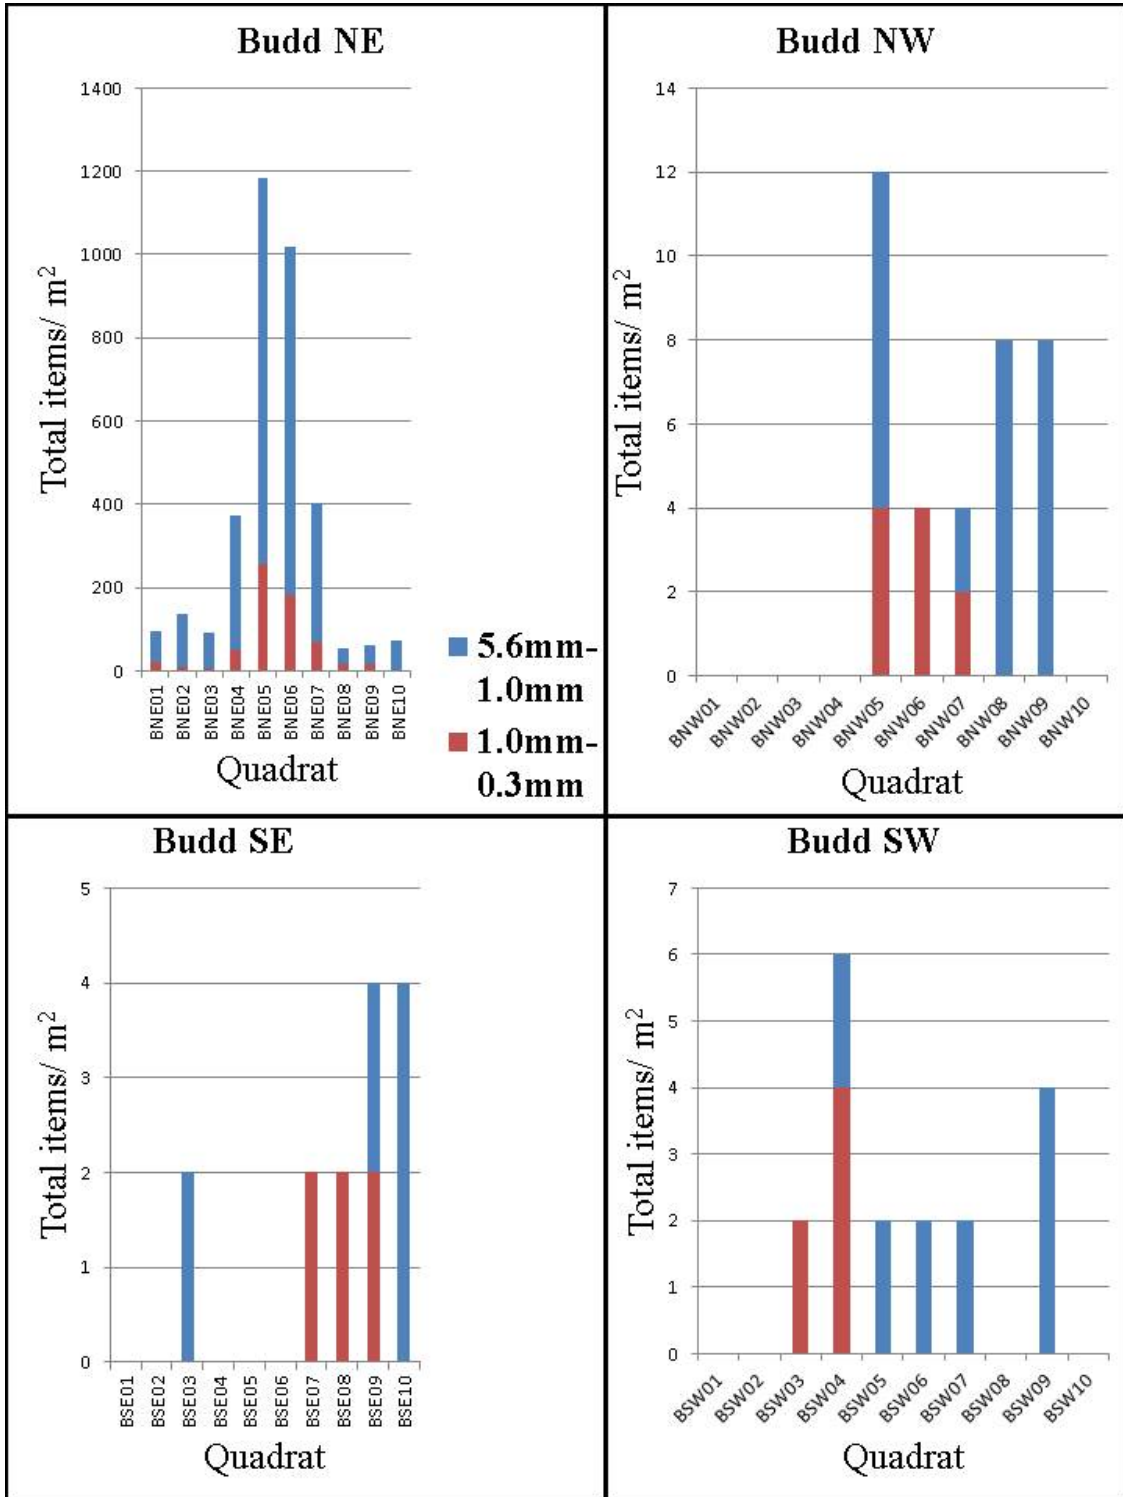 Budd NE
1400
1200
1000
800
600
400
200
0
Total items/ m²
BNE01
BNE02
BNE03
BNE04
BNE05
BNE06
BNE07
BNE08
BNE09
BNE10
Quadrat
5.6mm-
1.0mm
1.0mm-
0.3mm
Budd NW
14
12
10
8
6
4
2
0
Total items/ m²
BNW01
BNW02
BNW03
BNW04
BNW05
BNW06
BNW07
BNW08
BNW09
BNW10
Quadrat
Budd SE
5
4
3
2
1
0
Total items/ m²
BSE01
BSE02
BSE03
BSE04
BSE05
BSE06
BSE07
BSE08
BSE09
BSE10
Quadrat
Budd SW
7
6
5
4
3
2
1
0
Total items/ m²
BSW01
BSW02
BSW03
BSW04
BSW05
BSW06
BSW07
BSW08
BSW09
BSW10
Quadrat